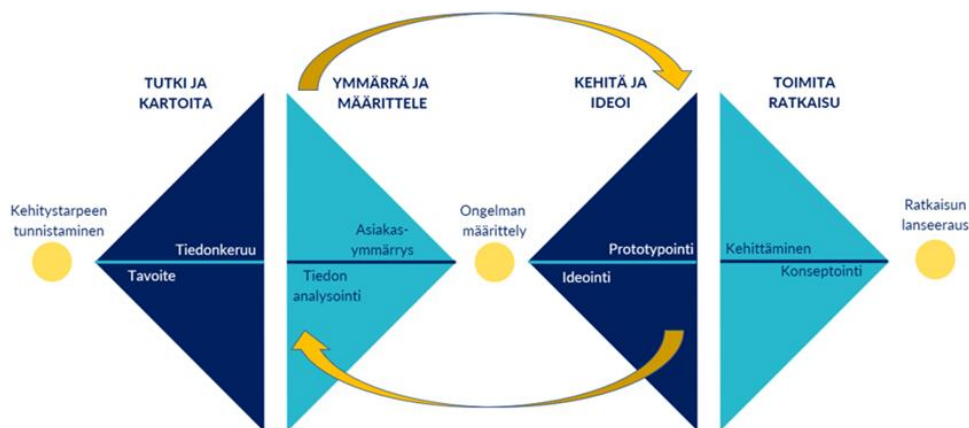 TUTKI JA
KARTOITA
YMMÄRRÄ JA
MÄÄRITTELE
KEHITÄ JA
IDEOI
TOIMITA
RATKAISU
Kehitystarpeen
tunnistaminen
Tiedonkeruu
Tavoite
Asiakas-
ymmärrys
Tiedon
analysointi
Ongelman
määrittely
Prototypointi
Ideointi
Kehittäminen
Konseptointi
Ratkaisun
lanseeraus